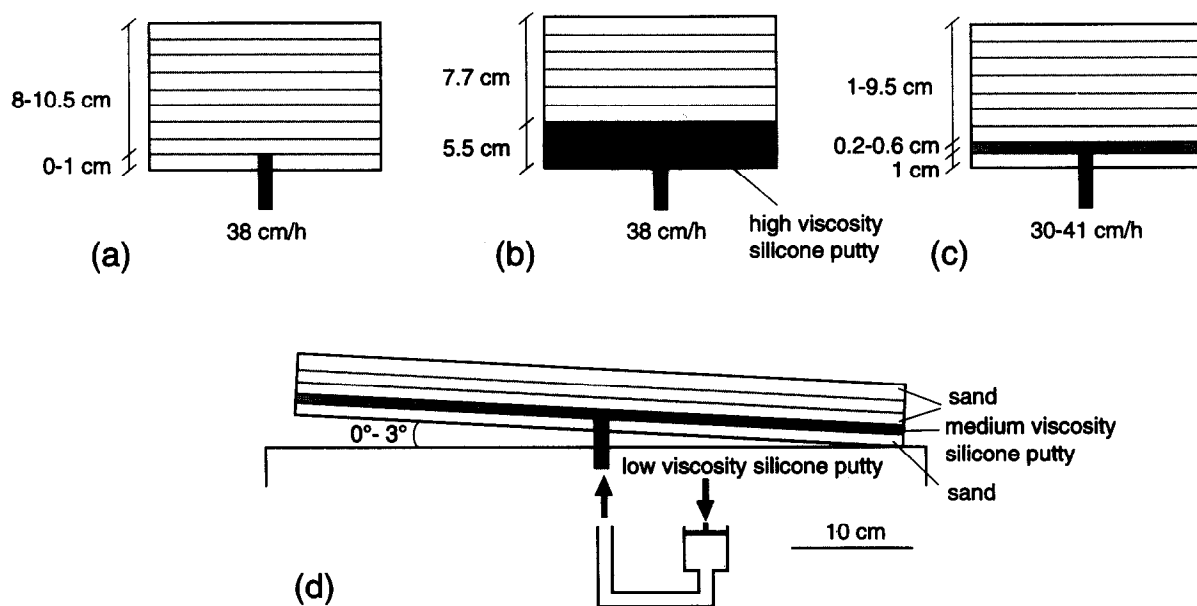 8-10.5 cm
0-1 cm
38 cm/h
(a)
7.7 cm
5.5 cm
38 cm/h
high viscosity
silicone putty
(b)
1-9.5 cm
0.2-0.6 cm
1 cm
30-41 cm/h
(c)
0°- 3°
sand
medium viscosity
silicone putty
sand
low viscosity silicone putty
10 cm
(d)